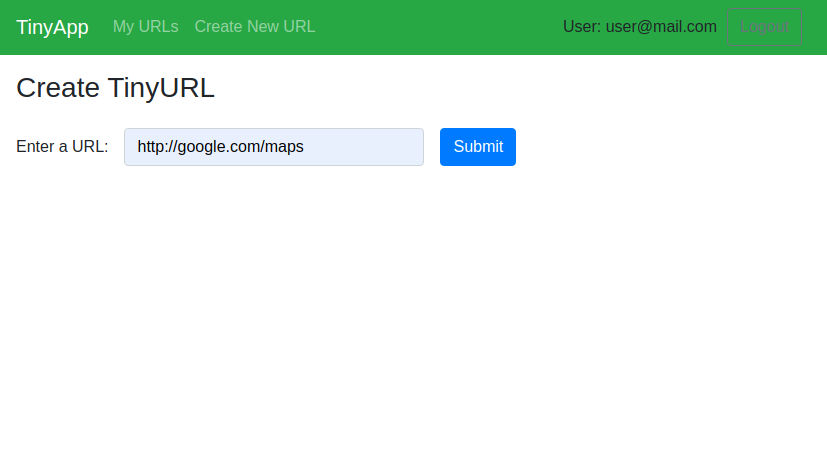 TinyApp My URLs Create New URL User: user@mail.com Logout
Create TinyURL
Enter a URL: http://google.com/maps Submit